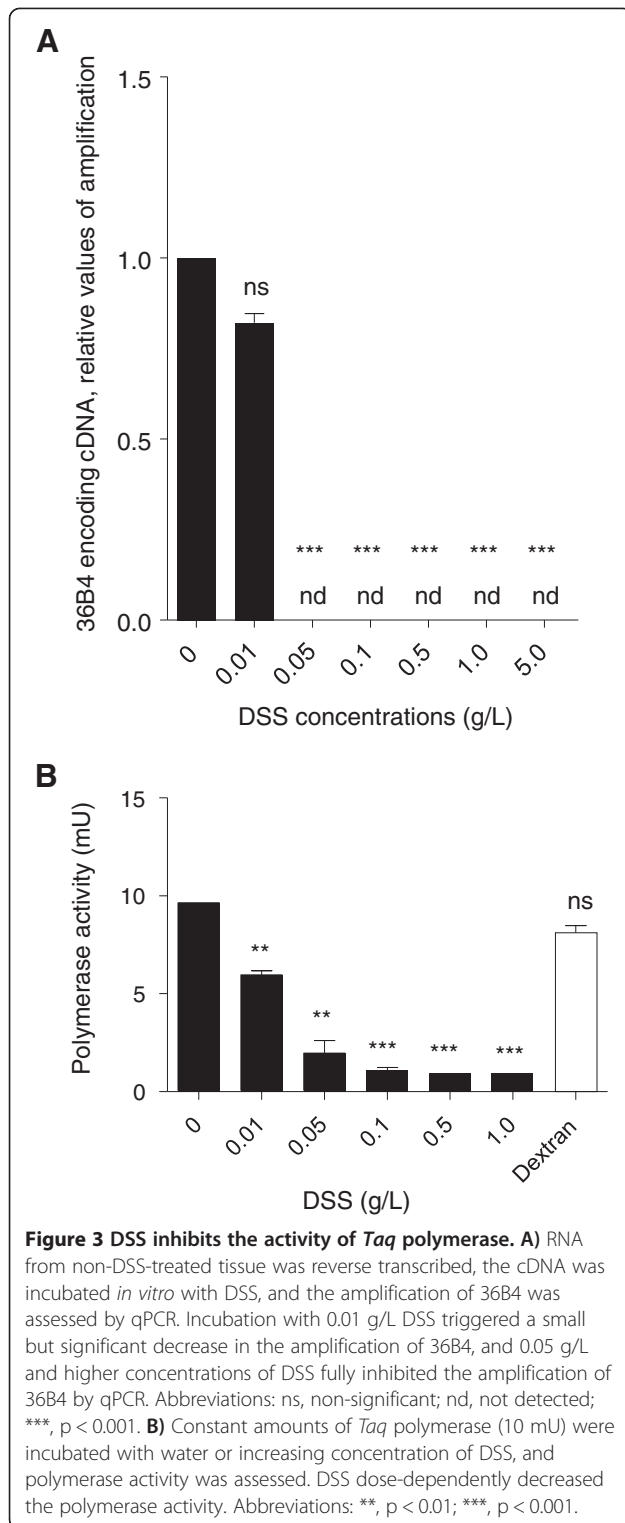 A
36B4 encoding cDNA, relative values of amplification
1.5
1.0
0.5
0.0
ns
*** *** *** *** ***
nd nd nd nd nd
0 0.01 0.05 0.1 0.5 1.0 5.0
DSS concentrations (g/L)
B
Polymerase activity (mU)
15
10
5
0
** ** *** *** *** ns
0 0.01 0.05 0.1 0.5 1.0 Dextran
DSS (g/L)
Figure 3 DSS inhibits the activity of Taq polymerase. A) RNA
from non-DSS-treated tissue was reverse transcribed, the cDNA was
incubated in vitro with DSS, and the amplification of 36B4 was
assessed by qPCR. Incubation with 0.01 g/L DSS triggered a small
but significant decrease in the amplification of 36B4, and 0.05 g/L
and higher concentrations of DSS fully inhibited the amplification of
36B4 by qPCR. Abbreviations: ns, non-significant; nd, not detected;
***, p < 0.001. B) Constant amounts of Taq polymerase (10 mU) were
incubated with water or increasing concentration of DSS, and
polymerase activity was assessed. DSS dose-dependently decreased
the polymerase activity. Abbreviations: **, p < 0.01; ***, p < 0.001.